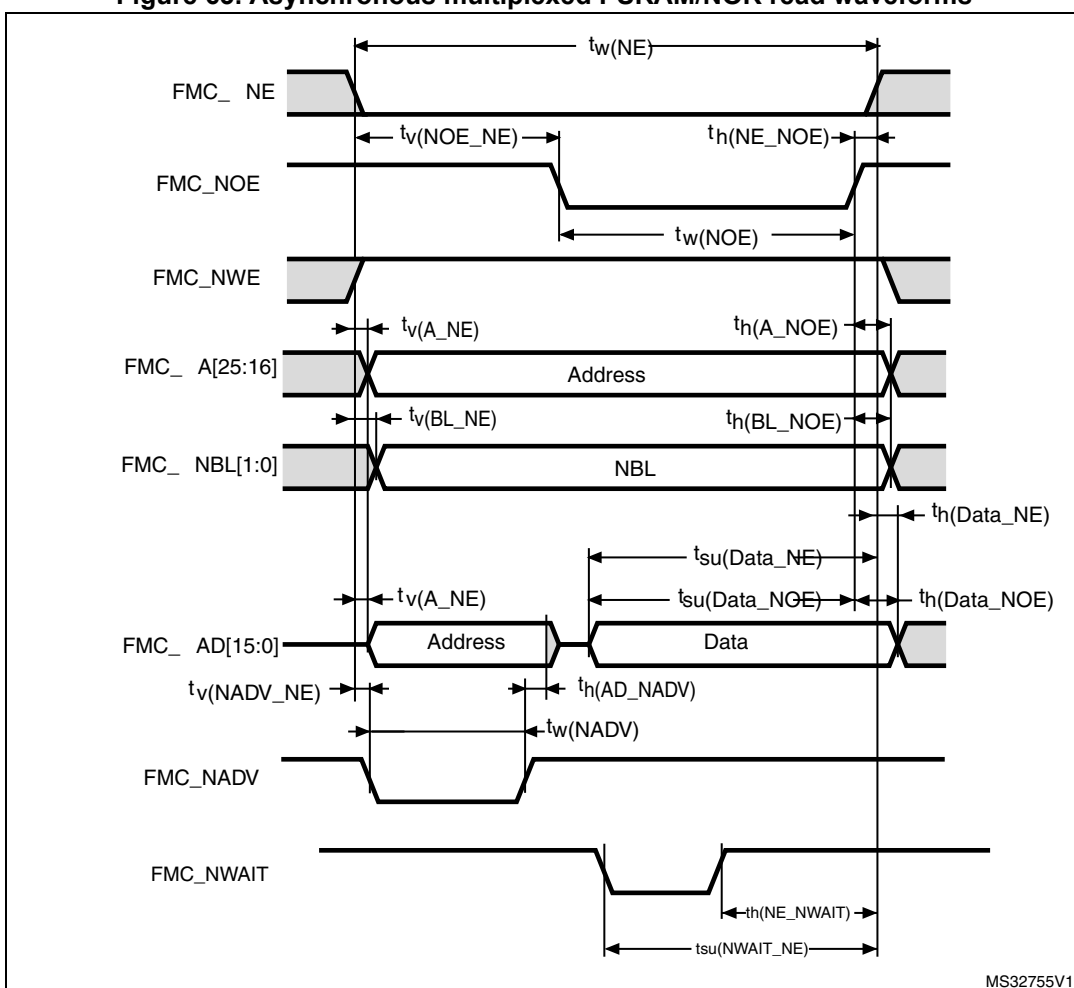 Figure 65. Asynchronous multiplexed PSRAM/NOR read waveforms
tw(NE)
FMC_ NE
tv(NOE_NE)
th(NE_NOE)
FMC_NOE
tw(NOE)
FMC_NWE
tv(A_NE)
th(A_NOE)
FMC_ A[25:16]
Address
tv(BL_NE)
th(BL_NOE)
FMC_ NBL[1:0]
NBL
th(Data_NE)
tsu(Data_NE)
tv(A_NE)
tsu(Data_NOE)
th(Data_NOE)
FMC_ AD[15:0]
Address
Data
tv(NADV_NE)
th(AD_NADV)
tw(NADV)
FMC_NADV
FMC_NWAIT
th(NE_NWAIT)
tsu(NWAIT_NE)
MS32755V1